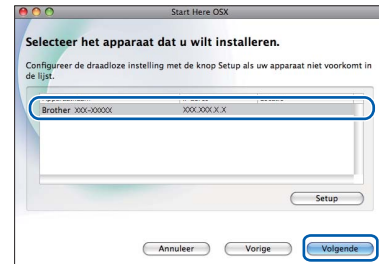 Start Here OSX
Selecteer het apparaat dat u wilt installeren.
Configureer de draadloze instelling met de knop Setup als uw apparaat niet voorkomt in
de lijst.
Brother XXX-XXXXX XXX.XXX.X.X
Setup
Annuleer Vorige Volgende